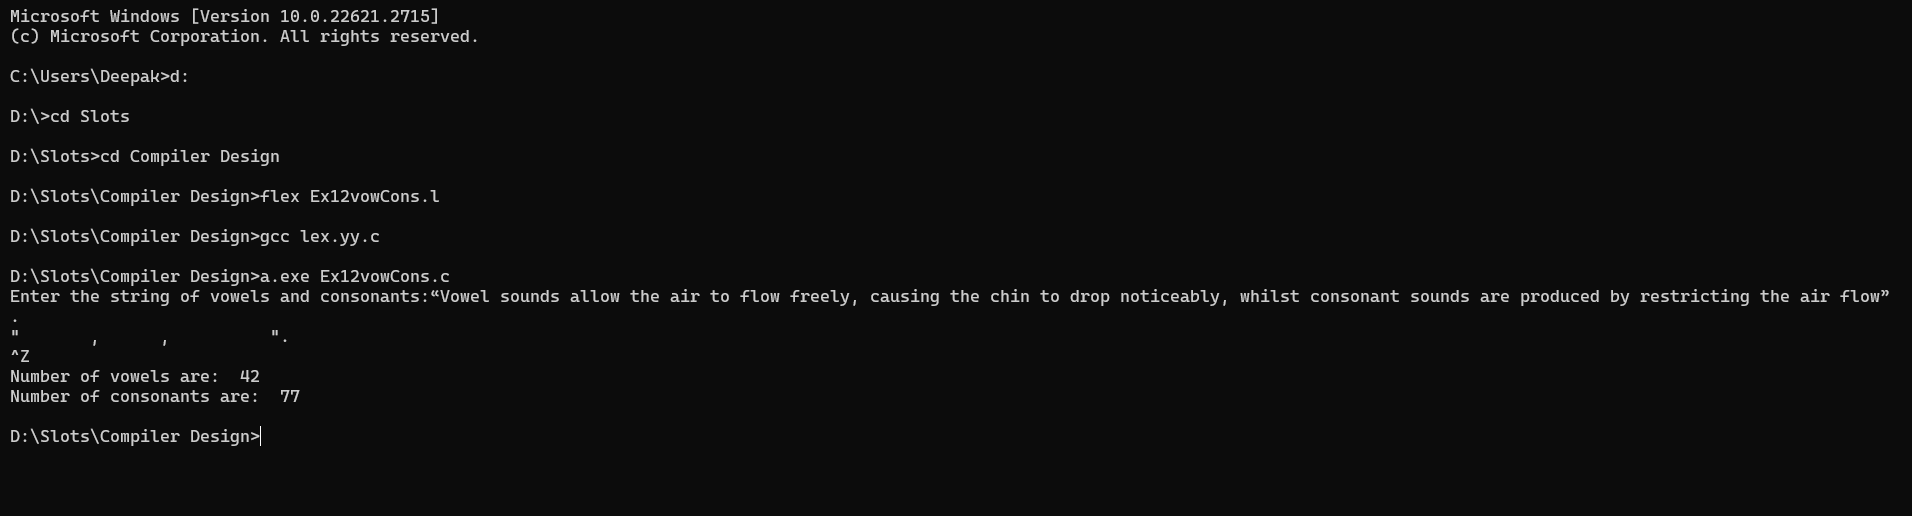 Microsoft Windows [Version 10.0.22621.2715]
(c) Microsoft Corporation. All rights reserved.
C:\Users\Deepak>d:
D:\>cd Slots
D:\Slots>cd Compiler Design
D:\Slots\Compiler Design>flex Ex12vowCons.l
D:\Slots\Compiler Design>gcc lex.yy.c
D:\Slots\Compiler Design>a.exe Ex12vowCons.c
Enter the string of vowels and consonants:“Vowel sounds allow the air to flow freely, causing the chin to drop noticeably, whilst consonant sounds are produced by restricting the air flow”
.
"       ,      ,          ".
^Z
Number of vowels are:  42
Number of consonants are:  77
D:\Slots\Compiler Design>